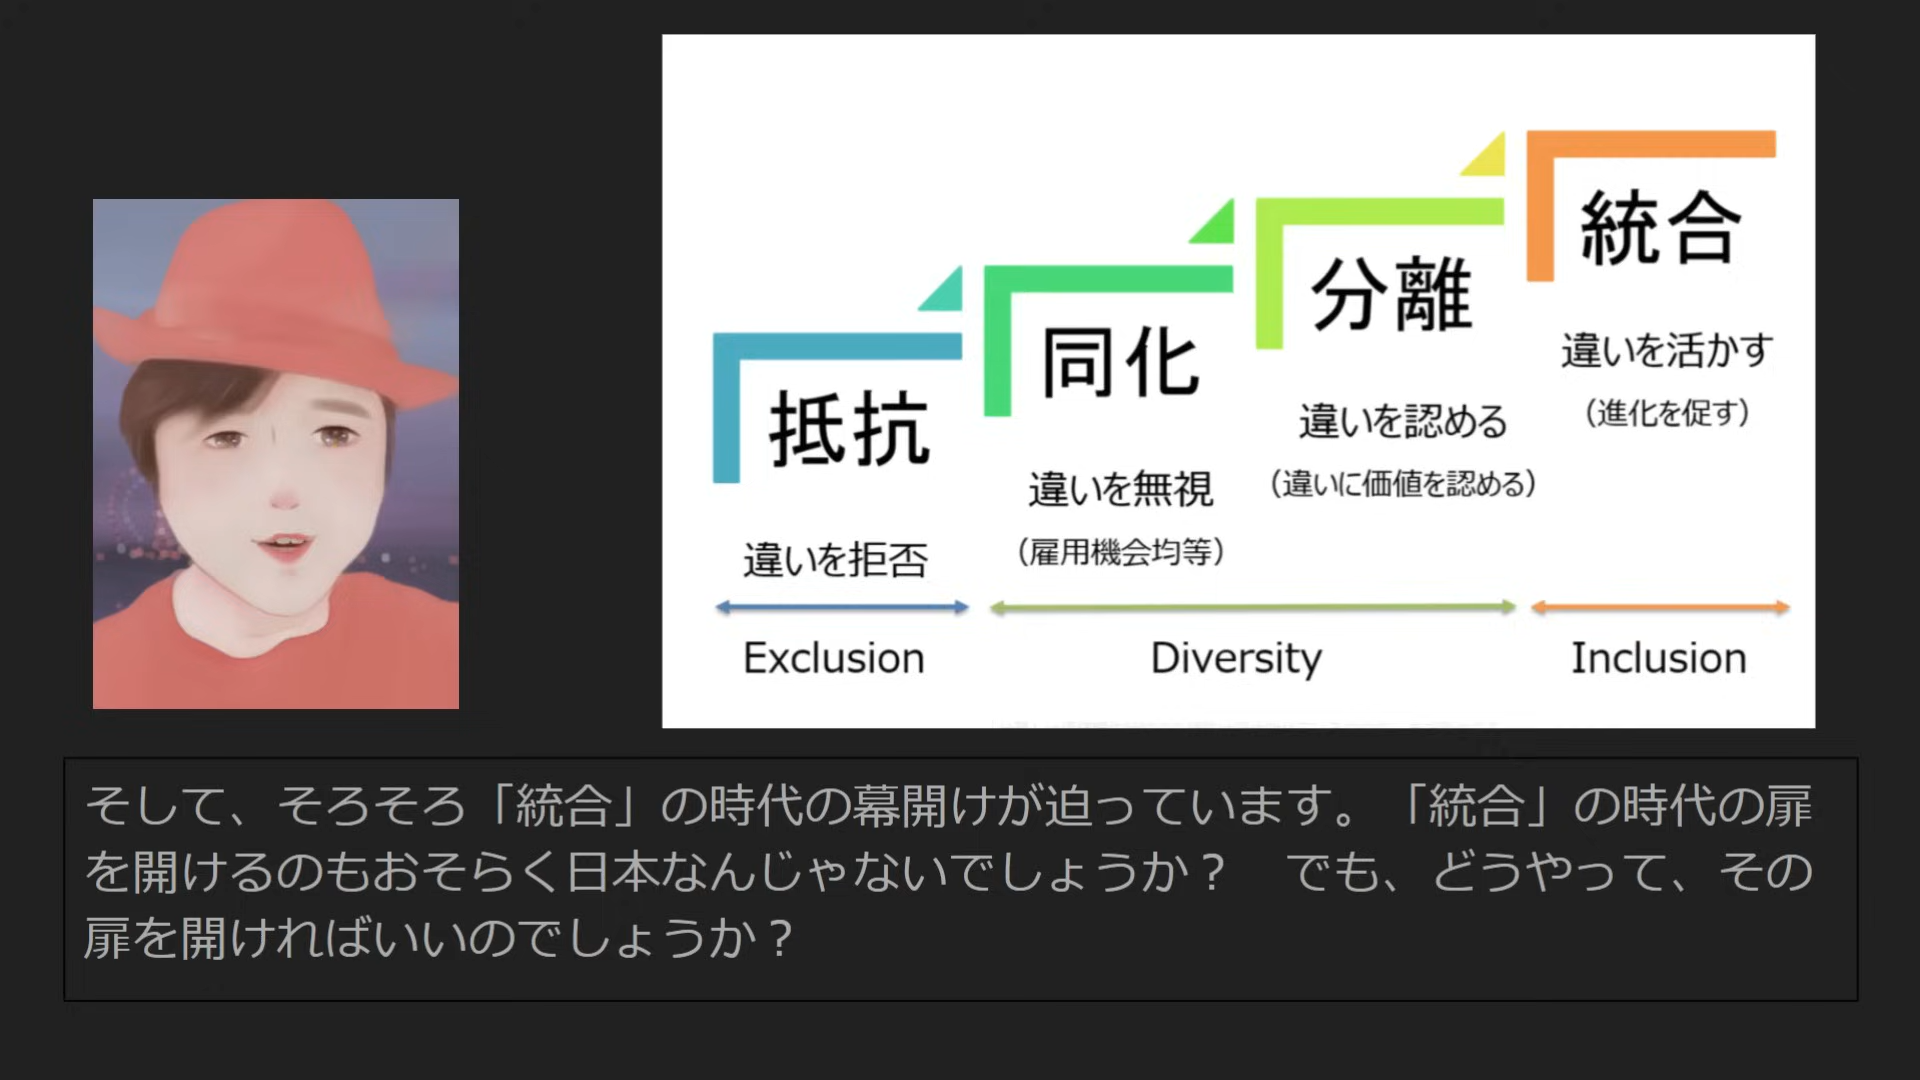 抵抗
違いを拒否
同化
違いを無視
（雇用機会均等）
分離
違いを認める
（違いに価値を認める）
統合
違いを活かす
（進化を促す）
Exclusion
Diversity
Inclusion
そして、そろそろ「統合」の時代の幕開けが迫っています。「統合」の時代の扉
を開けるのもおそらく日本なんじゃないでしょうか？　でも、どうやって、その
扉を開ければいいのでしょうか？